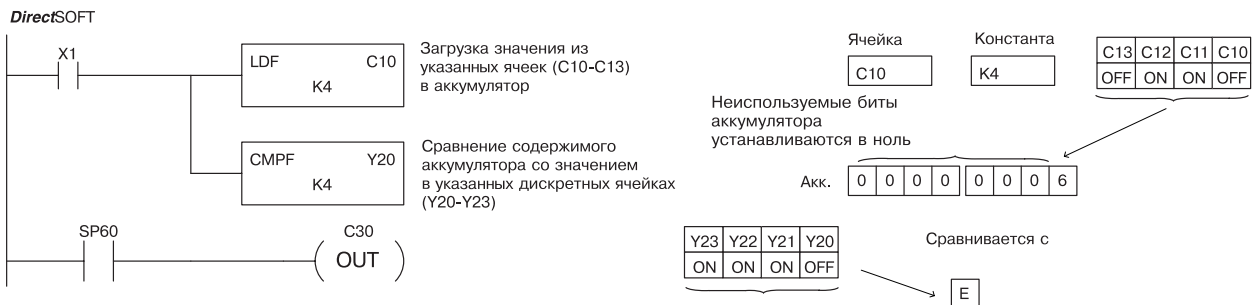 DirectSOFT
X1
LDF C10
K4
Загрузка значения из
указанных ячеек (C10-C13)
в аккумулятор
CMPF Y20
K4
Сравнение содержимого
аккумулятора со значением
в указанных дискретных ячейках
(Y20-Y23)
SP60
C30
OUT
Ячейка
C10
Константа
K4
C13 C12 C11 C10
OFF ON ON OFF
Неиспользуемые биты
аккумулятора
устанавливаются в ноль
Акк. 0 0 0 0 0 0 0 6
Y23 Y22 Y21 Y20
ON ON ON OFF
Сравнивается с
E